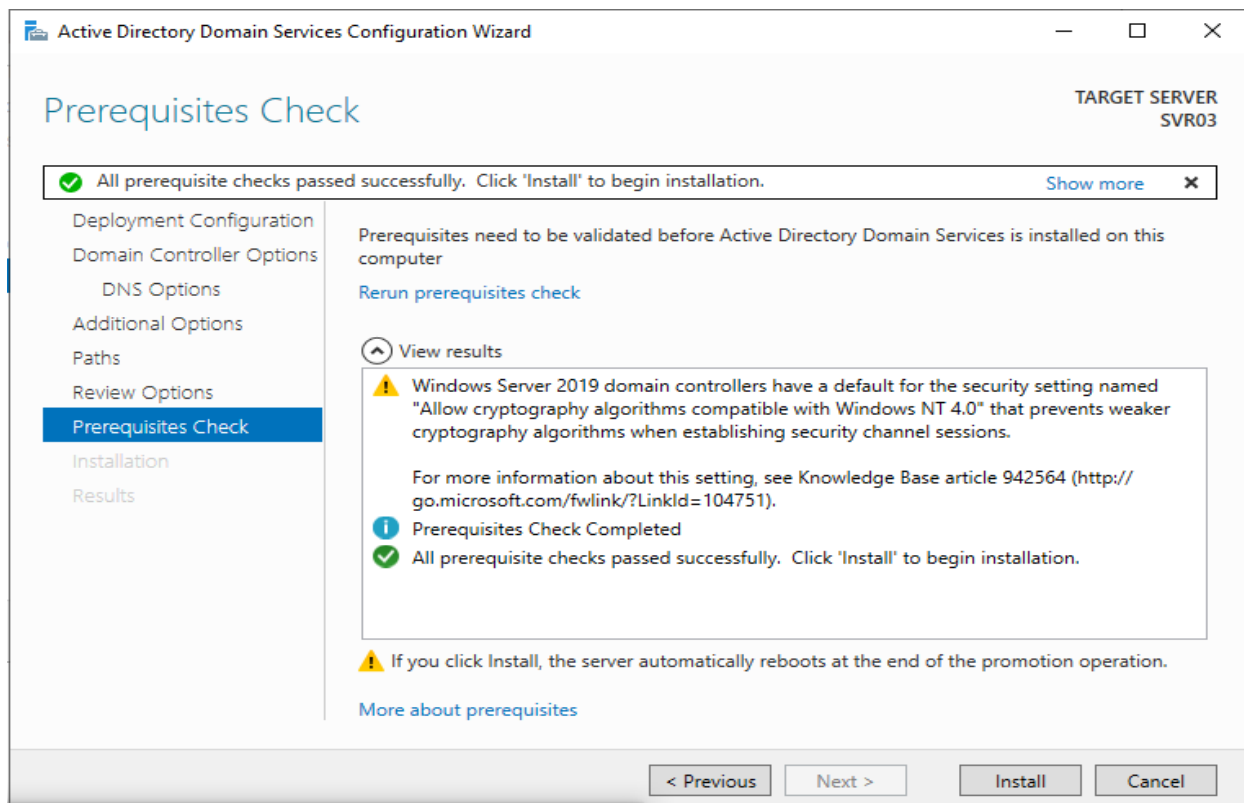 Active Directory Domain Services Configuration Wizard
Prerequisites Check
TARGET SERVER
SVR03
All prerequisite checks passed successfully.  Click 'Install' to begin installation.
Show more
Deployment Configuration
Domain Controller Options
DNS Options
Additional Options
Paths
Review Options
Prerequisites Check
Installation
Results
Prerequisites need to be validated before Active Directory Domain Services is installed on this
computer
Rerun prerequisites check
View results
Windows Server 2019 domain controllers have a default for the security setting named
"Allow cryptography algorithms compatible with Windows NT 4.0" that prevents weaker
cryptography algorithms when establishing security channel sessions.
For more information about this setting, see Knowledge Base article 942564 (http://
go.microsoft.com/fwlink/?LinkId=104751).
Prerequisites Check Completed
All prerequisite checks passed successfully.  Click 'Install' to begin installation.
If you click Install, the server automatically reboots at the end of the promotion operation.
More about prerequisites
< Previous
Next >
Install
Cancel